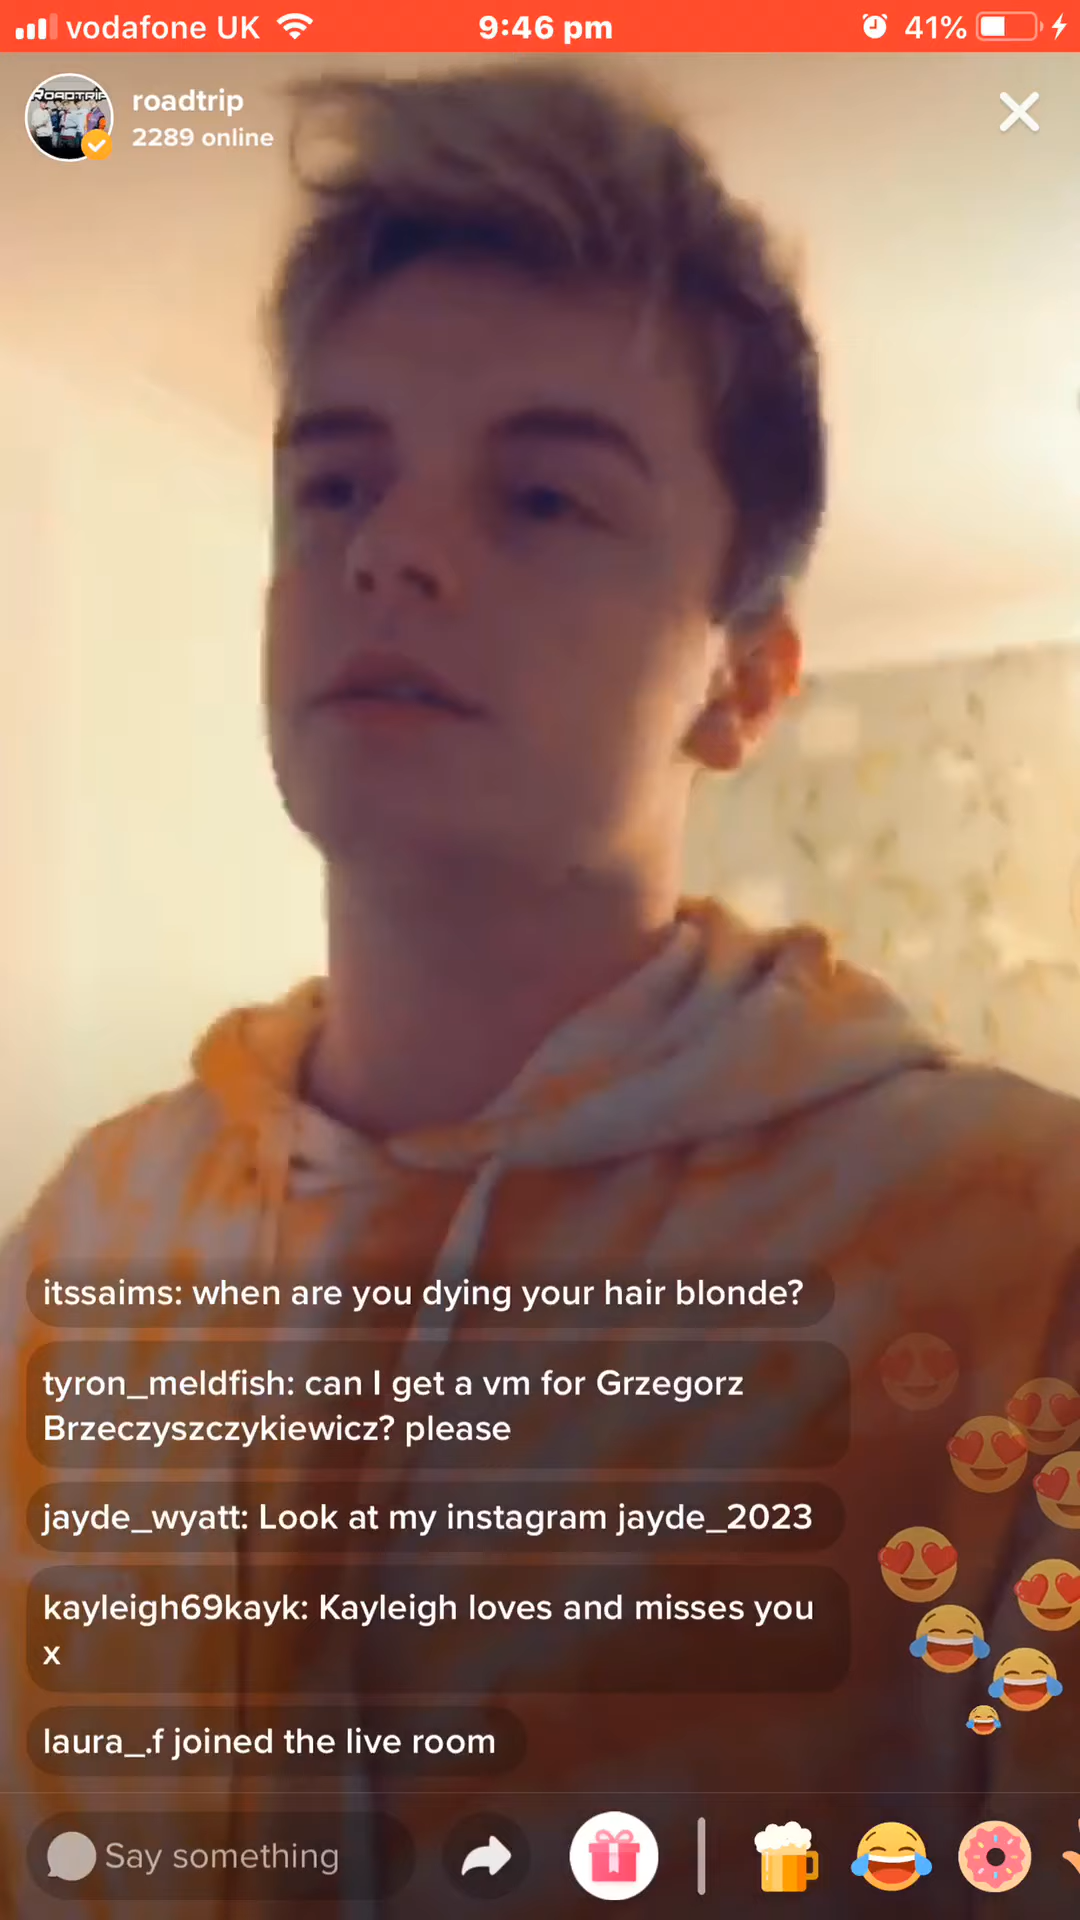 vodafone UK 9:46 pm 41%
ROADTRIP
roadtrip
2289 online
itssaims: when are you dying your hair blonde?
tyron_meldfish: can I get a vm for Grzegorz
Brzeczyszczykiewicz? please
jayde_wyatt: Look at my instagram jayde_2023
kayleigh69kayk: Kayleigh loves and misses you
x
laura_.f joined the live room
Say something